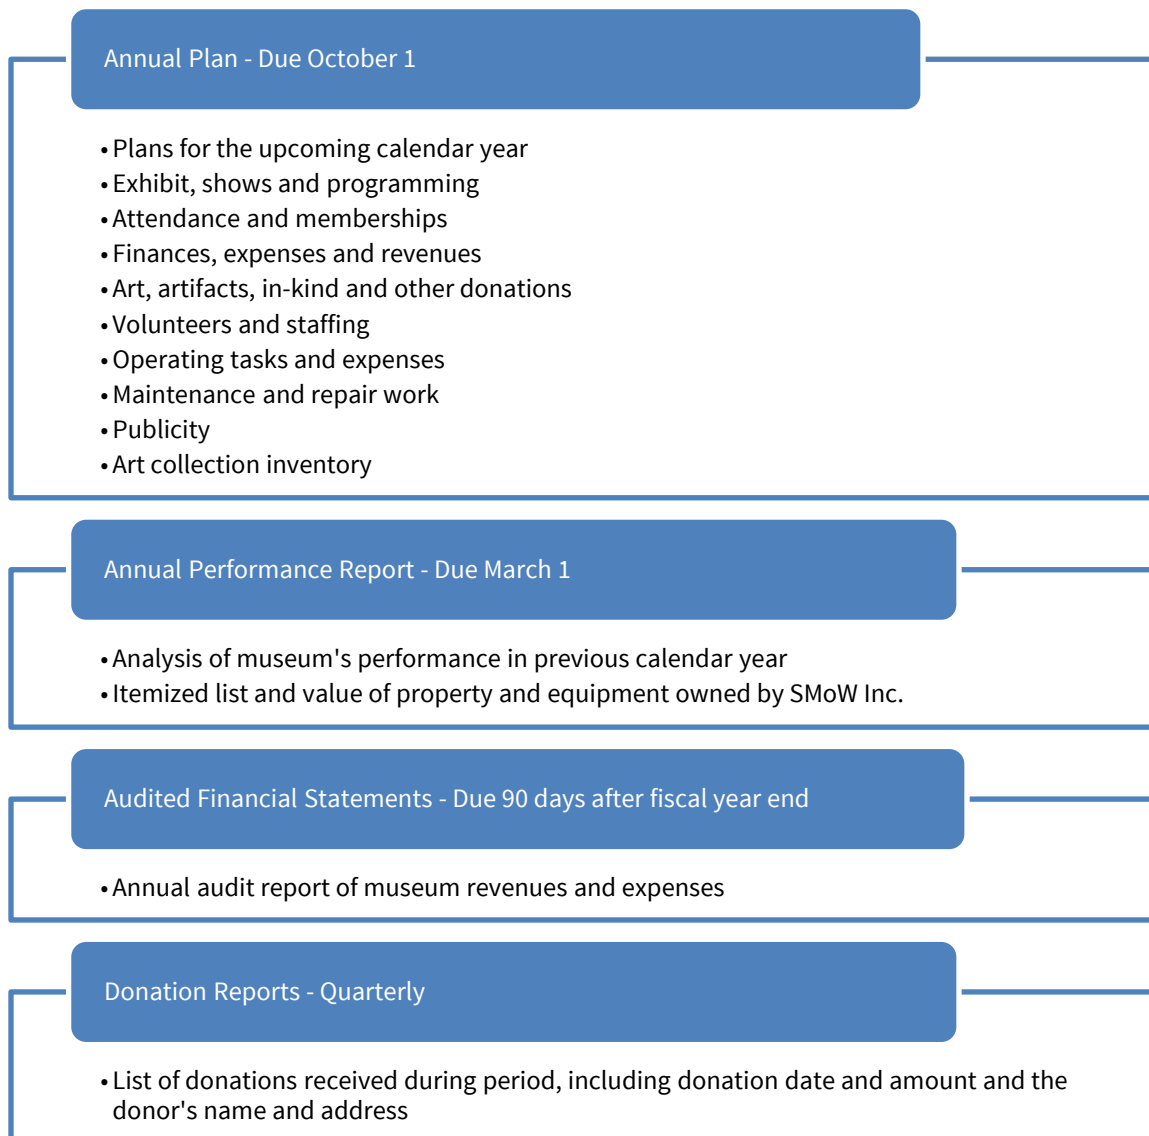 Annual Plan - Due October 1
• Plans for the upcoming calendar year
• Exhibit, shows and programming
• Attendance and memberships
• Finances, expenses and revenues
• Art, artifacts, in-kind and other donations
• Volunteers and staffing
• Operating tasks and expenses
• Maintenance and repair work
• Publicity
• Art collection inventory
Annual Performance Report - Due March 1
• Analysis of museum's performance in previous calendar year
• Itemized list and value of property and equipment owned by SMoW Inc.
Audited Financial Statements - Due 90 days after fiscal year end
• Annual audit report of museum revenues and expenses
Donation Reports - Quarterly
• List of donations received during period, including donation date and amount and the
donor's name and address